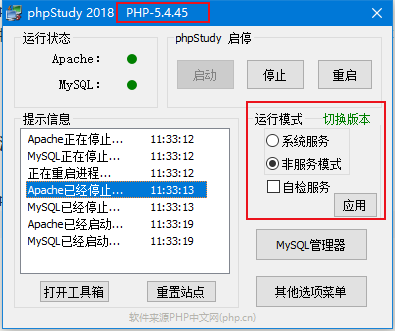 phpStudy 2018 PHP-5.4.45
运行状态
Apache:
MySQL:
phpStudy 启停
启动
停止
重启
提示信息
Apache正在停止... 11:33:12
MySQL正在停止... 11:33:12
正在重启进程... 11:33:12
Apache已经停止... 11:33:13
MySQL已经停止... 11:33:13
Apache已经启动... 11:33:19
MySQL已经启动... 11:33:19
运行模式 切换版本
系统服务
非服务模式
自检服务
应用
MySQL管理器
打开工具箱
重置站点
其他选项菜单
软件来源PHP中文网(php.cn)